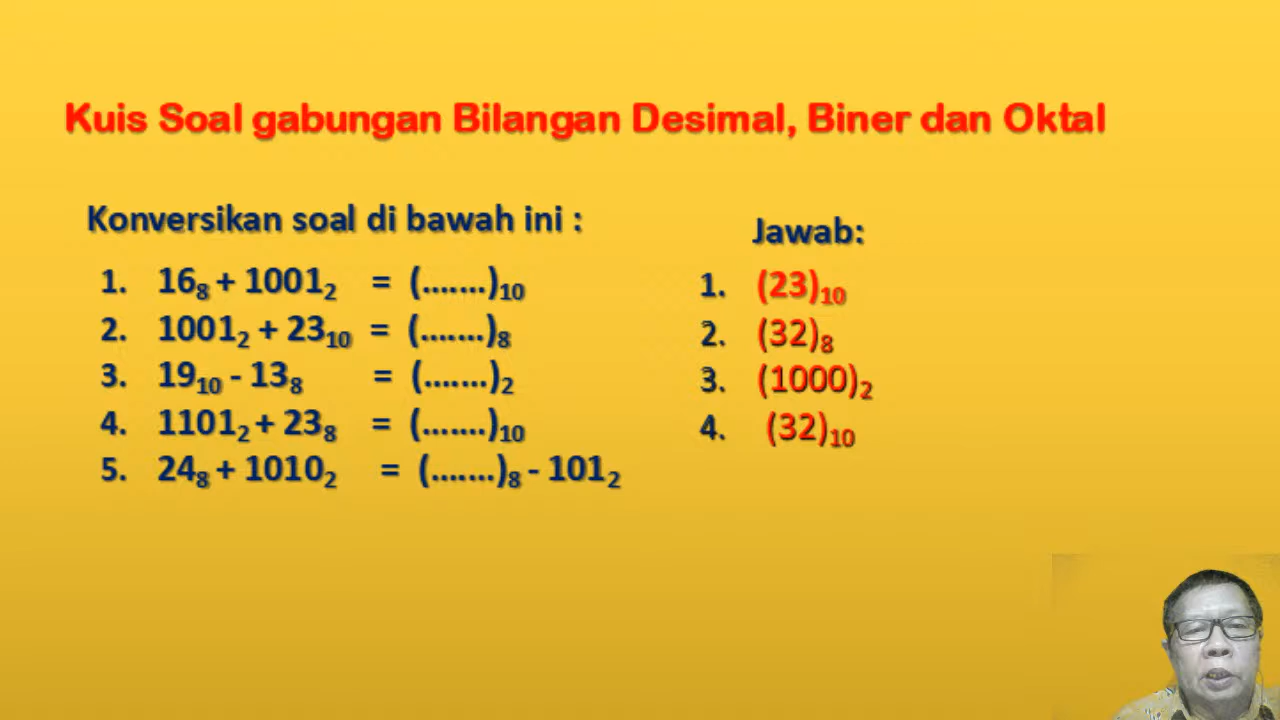 Kuis Soal gabungan Bilangan Desimal, Biner dan Oktal
Konversikan soal di bawah ini :
1. 16₈ + 1001₂ = (.......)₁₀
2. 1001₂ + 23₁₀ = (.......)₈
3. 19₁₀ - 13₈ = (.......)₂
4. 1101₂ + 23₈ = (.......)₁₀
5. 24₈ + 1010₂ = (.......)₈ - 101₂
Jawab:
1. (23)₁₀
2. (32)₈
3. (1000)₂
4. (32)₁₀